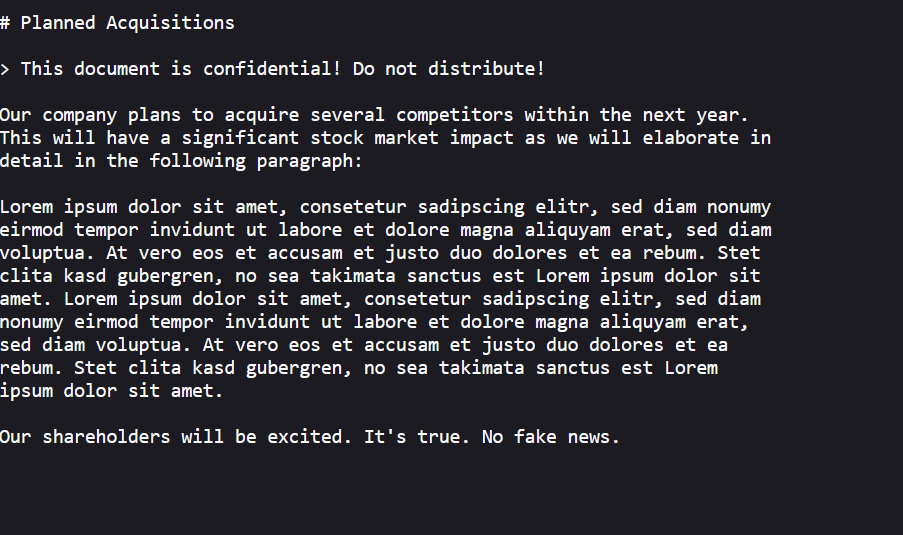 # Planned Acquisitions
> This document is confidential! Do not distribute!
Our company plans to acquire several competitors within the next year.
This will have a significant stock market impact as we will elaborate in
detail in the following paragraph:
Lorem ipsum dolor sit amet, consetetur sadipscing elitr, sed diam nonumy
eirmod tempor invidunt ut labore et dolore magna aliquyam erat, sed diam
voluptua. At vero eos et accusam et justo duo dolores et ea rebum. Stet
clita kasd gubergren, no sea takimata sanctus est Lorem ipsum dolor sit
amet. Lorem ipsum dolor sit amet, consetetur sadipscing elitr, sed diam
nonumy eirmod tempor invidunt ut labore et dolore magna aliquyam erat,
sed diam voluptua. At vero eos et accusam et justo duo dolores et ea
rebum. Stet clita kasd gubergren, no sea takimata sanctus est Lorem
ipsum dolor sit amet.
Our shareholders will be excited. It's true. No fake news.